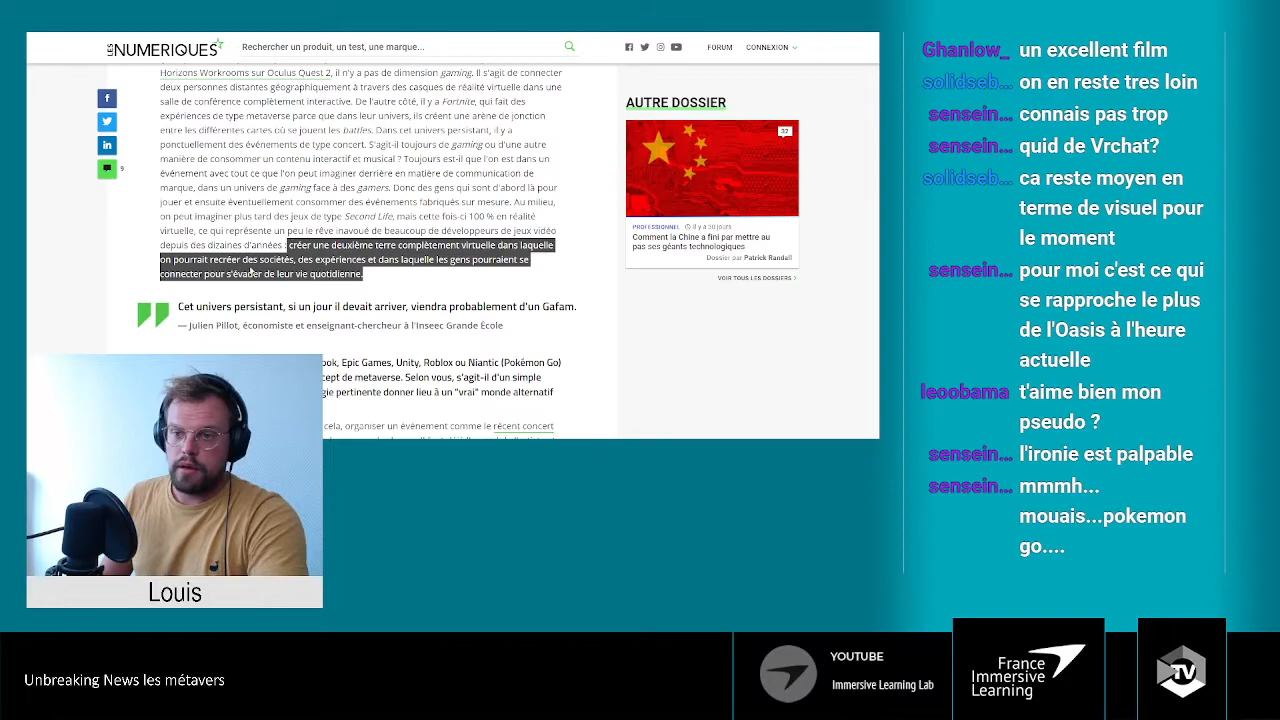 LES NUMERIQUES
Rechercher un produit, un test, une marque...
FORUM
CONNEXION
Horizons Workrooms sur Oculus Quest 2, il n'y a pas de dimension gaming. Il s'agit de connecter
deux personnes distantes géographiquement à travers des casques de réalité virtuelle dans une
salle de conférence complètement interactive. De l'autre côté, il y a Fortnite, qui fait des
expériences de type metaverse parce que dans leur univers, ils créent une arène de jonction
entre les différentes cartes où se jouent les battles. Dans cet univers persistant, il y a
ponctuellement des événements de type concert. S'agit-il toujours de gaming ou d'une autre
manière de consommer un contenu interactif et musical ? Toujours est-il que l'on est dans un
événement avec tout ce que l'on peut imaginer derrière en matière de communication de
marque, dans un univers de gaming face à des gamers. Donc des gens qui sont d'abord là pour
jouer et ensuite éventuellement consommer des événements fabriqués sur mesure. Au milieu,
on peut imaginer plus tard des jeux de type Second Life, mais cette fois-ci 100 % en réalité
virtuelle, ce qui représente un peu le rêve inavoué de beaucoup de développeurs de jeux vidéo
depuis des dizaines d'années : créer une deuxième terre complètement virtuelle dans laquelle
on pourrait recréer des sociétés, des expériences et dans laquelle les gens pourraient se
connecter pour s'évader de leur vie quotidienne.
9
Cet univers persistant, si un jour il devait arriver, viendra probablement d'un Gafam.
— Julien Pillot, économiste et enseignant-chercheur à l'Inseec Grande École
ook, Epic Games, Unity, Roblox ou Niantic (Pokémon Go)
cept de metaverse. Selon vous, s'agit-il d'un simple
gie pertinente donner lieu à un "vrai" monde alternatif
cela, organiser un événement comme le récent concert
AUTRE DOSSIER
32
PROFESSIONNEL
Il y a 30 jours
Comment la Chine a fini par mettre au
pas ses géants technologiques
Dossier par Patrick Randall
VOIR TOUS LES DOSSIERS
Ghanlow_ un excellent film
solidseb... on en reste tres loin
sensein... connais pas trop
sensein... quid de Vrchat?
solidseb... ca reste moyen en
terme de visuel pour
le moment
sensein... pour moi c'est ce qui
se rapproche le plus
de l'Oasis à l'heure
actuelle
leoobama t'aime bien mon
pseudo ?
sensein... l'ironie est palpable
sensein... mmmh...
mouais...pokemon
go....
Louis
Unbreaking News les métavers
YOUTUBE
Immersive Learning Lab
France
Immersive
Learning
TV